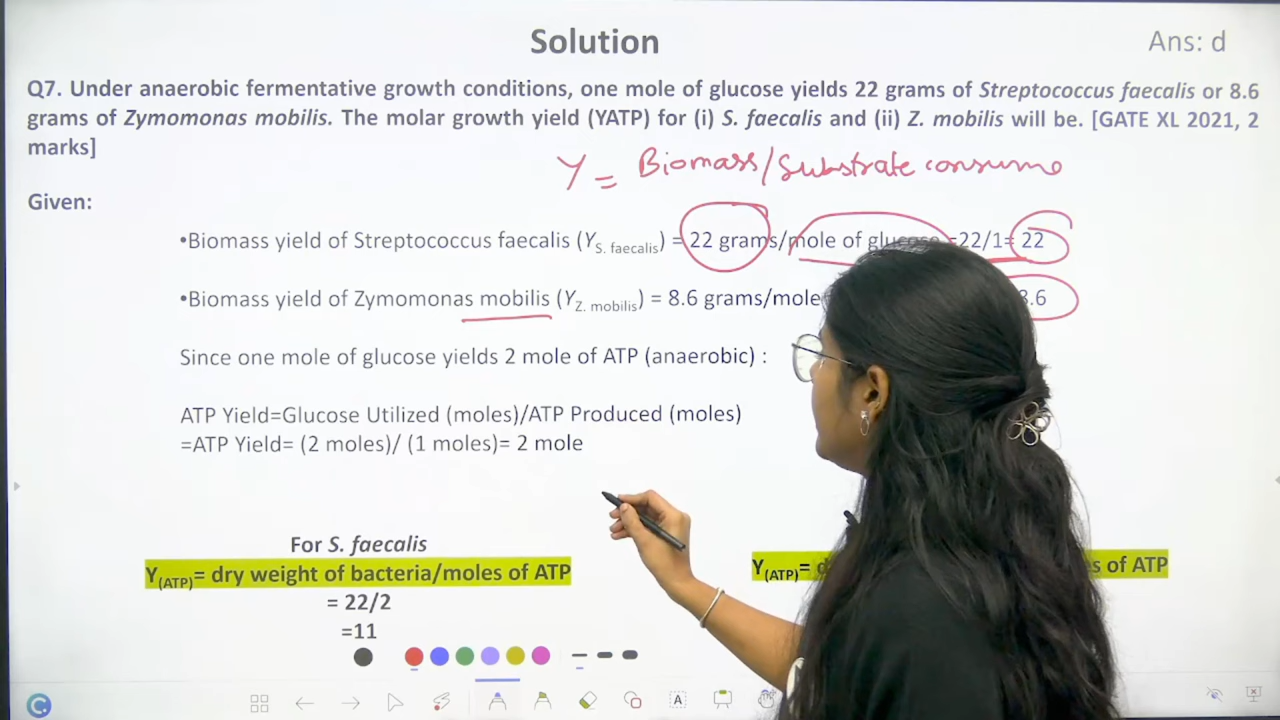 Solution
Ans: d
Q7. Under anaerobic fermentative growth conditions, one mole of glucose yields 22 grams of Streptococcus faecalis or 8.6
grams of Zymomonas mobilis. The molar growth yield (YATP) for (i) S. faecalis and (ii) Z. mobilis will be. [GATE XL 2021, 2
marks]
Y = Biomass/Substrate consume
Given:
•Biomass yield of Streptococcus faecalis (Y S. faecalis) = 22 grams/mole of glucose =22/1= 22
•Biomass yield of Zymomonas mobilis (Y Z. mobilis) = 8.6 grams/mole 8.6
Since one mole of glucose yields 2 mole of ATP (anaerobic) :
ATP Yield=Glucose Utilized (moles)/ATP Produced (moles)
=ATP Yield= (2 moles)/ (1 moles)= 2 mole
For S. faecalis
Y(ATP)= dry weight of bacteria/moles of ATP
= 22/2
=11
Y(ATP)= d s of ATP